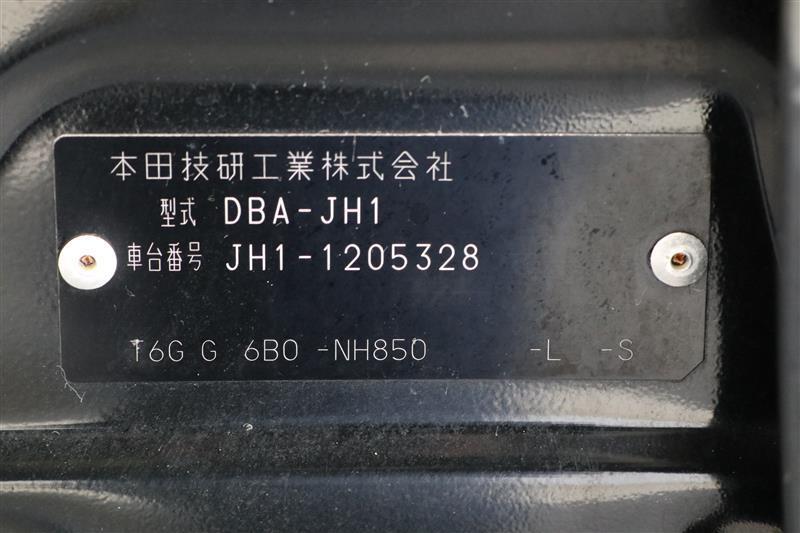 本田技研工業株式会社
型式 DBA-JH1
車台番号 JH1-1205328
T6G G 6B0 -NH850 -L -S